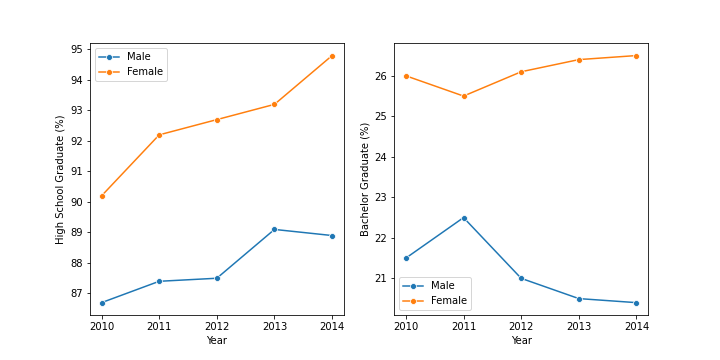 95
94
93
92
91
90
89
88
87
High School Graduate (%)
Male
Female
2010 2011 2012 2013 2014
Year
26
25
24
23
22
21
Bachelor Graduate (%)
Male
Female
2010 2011 2012 2013 2014
Year